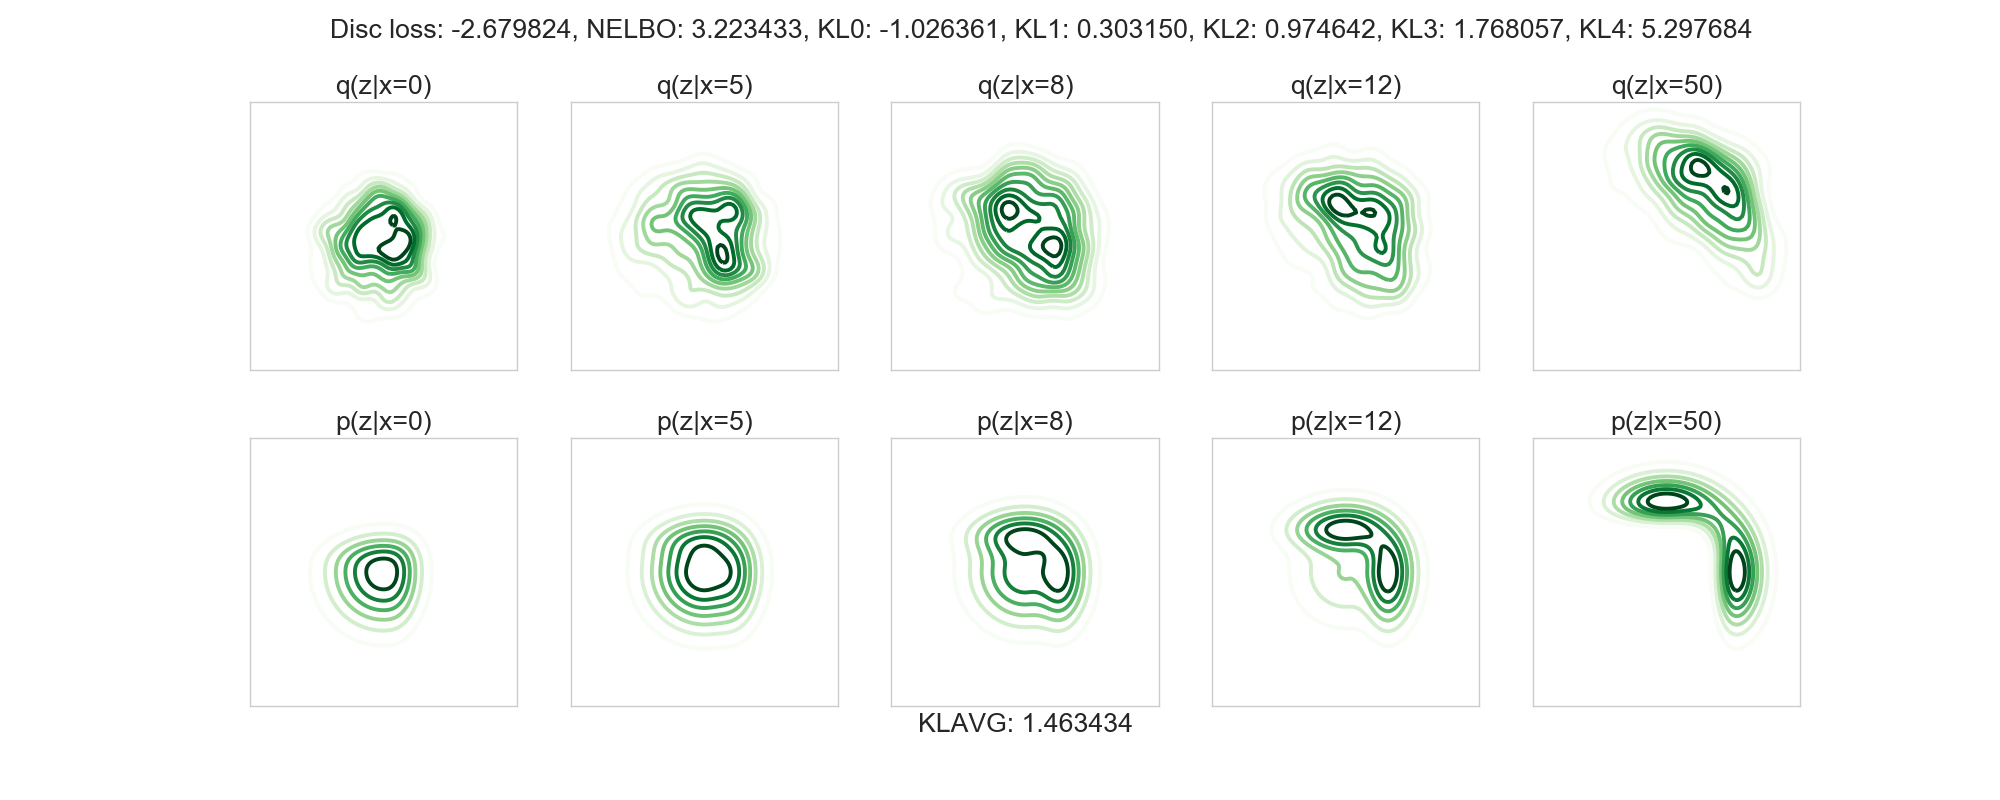 Disc loss: -2.679824, NELBO: 3.223433, KL0: -1.026361, KL1: 0.303150, KL2: 0.974642, KL3: 1.768057, KL4: 5.297684
q(z|x=0) q(z|x=5) q(z|x=8) q(z|x=12) q(z|x=50)
p(z|x=0) p(z|x=5) p(z|x=8) p(z|x=12) p(z|x=50)
KLAVG: 1.463434